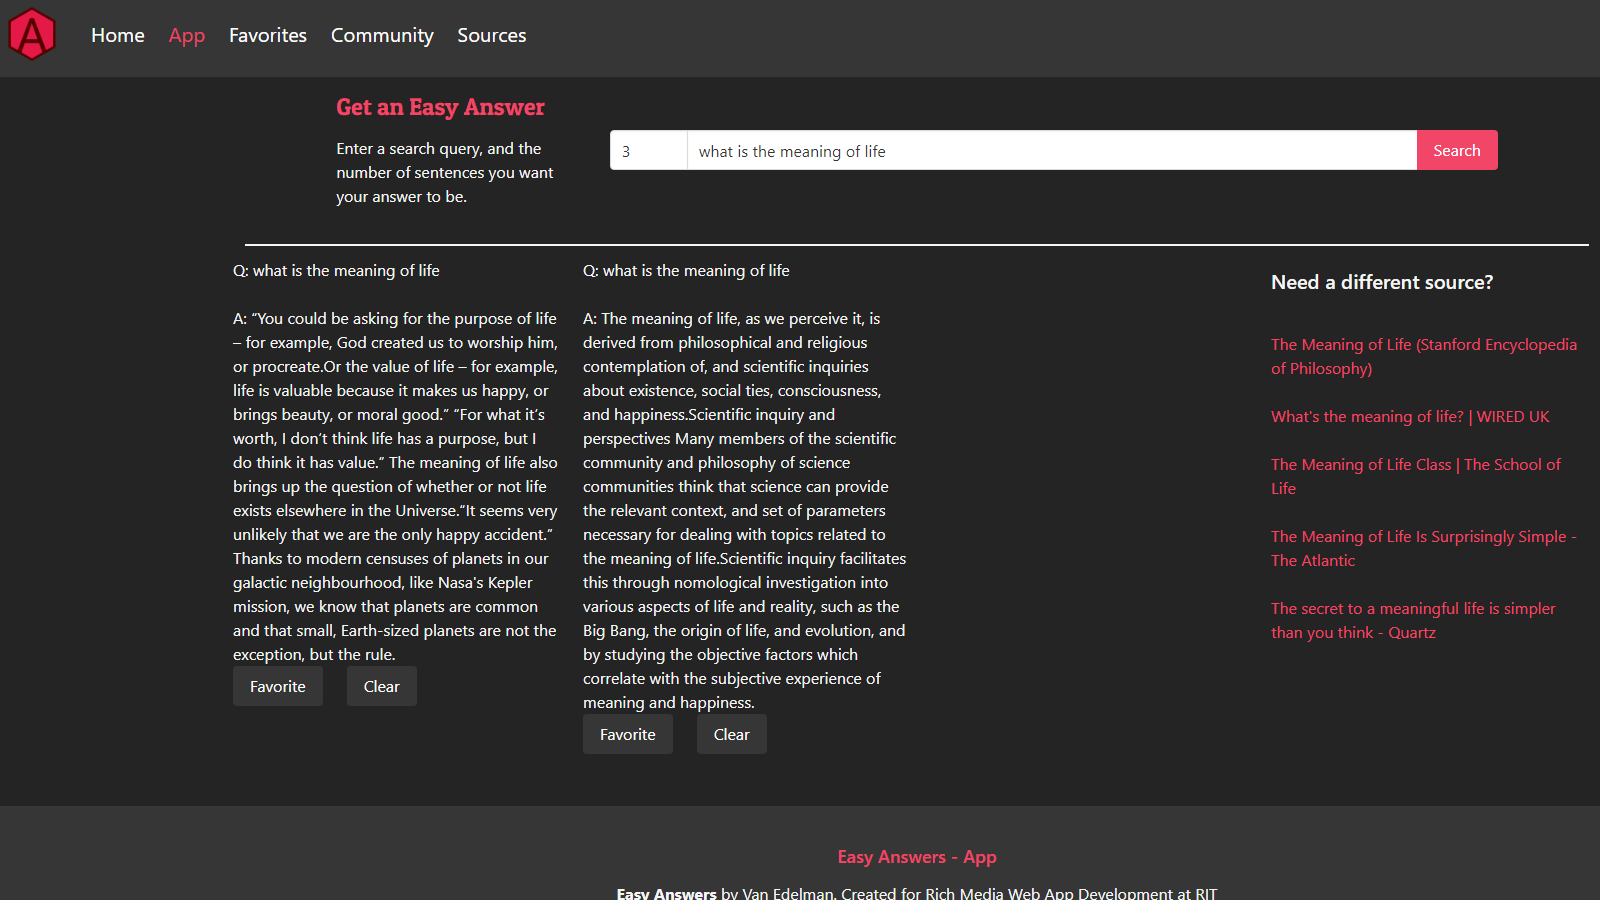 A
Home App Favorites Community Sources
Get an Easy Answer
Enter a search query, and the
number of sentences you want
your answer to be.
3 what is the meaning of life Search
Q: what is the meaning of life
A: “You could be asking for the purpose of life
– for example, God created us to worship him,
or procreate.Or the value of life – for example,
life is valuable because it makes us happy, or
brings beauty, or moral good.” “For what it’s
worth, I don’t think life has a purpose, but I
do think it has value.” The meaning of life also
brings up the question of whether or not life
exists elsewhere in the Universe.“It seems very
unlikely that we are the only happy accident.”
Thanks to modern censuses of planets in our
galactic neighbourhood, like Nasa's Kepler
mission, we know that planets are common
and that small, Earth-sized planets are not the
exception, but the rule.
Favorite Clear
Q: what is the meaning of life
A: The meaning of life, as we perceive it, is
derived from philosophical and religious
contemplation of, and scientific inquiries
about existence, social ties, consciousness,
and happiness.Scientific inquiry and
perspectives Many members of the scientific
community and philosophy of science
communities think that science can provide
the relevant context, and set of parameters
necessary for dealing with topics related to
the meaning of life.Scientific inquiry facilitates
this through nomological investigation into
various aspects of life and reality, such as the
Big Bang, the origin of life, and evolution, and
by studying the objective factors which
correlate with the subjective experience of
meaning and happiness.
Favorite Clear
Need a different source?
The Meaning of Life (Stanford Encyclopedia
of Philosophy)
What's the meaning of life? | WIRED UK
The Meaning of Life Class | The School of
Life
The Meaning of Life Is Surprisingly Simple -
The Atlantic
The secret to a meaningful life is simpler
than you think - Quartz
Easy Answers - App
Easy Answers by Van Edelman. Created for Rich Media Web App Development at RIT